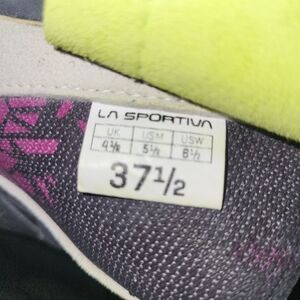 LA SPORTIVA
UK USM USW
4½ 5½ 6½
37½